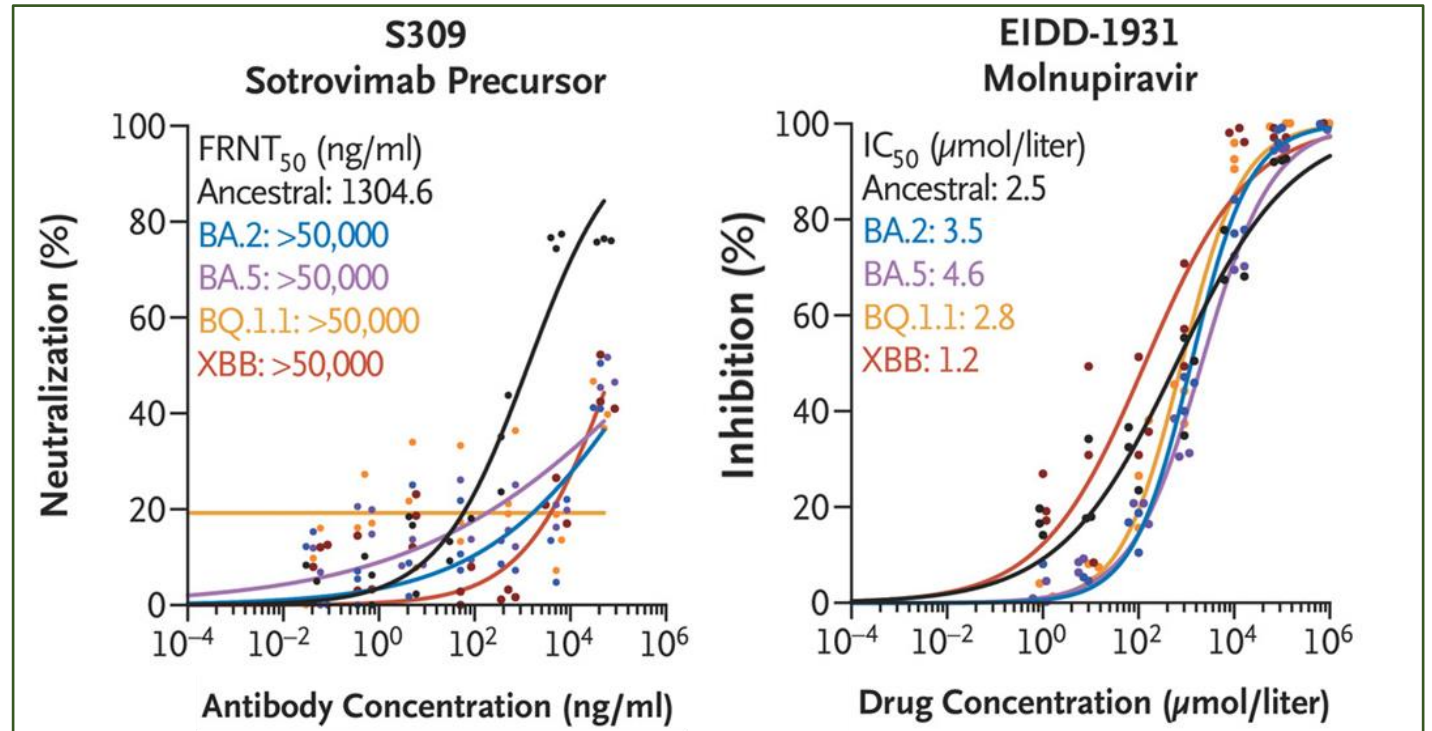 S309
Sotrovimab Precursor
FRNT₅₀ (ng/ml)
Ancestral: 1304.6
BA.2: >50,000
BA.5: >50,000
BQ.1.1: >50,000
XBB: >50,000
Neutralization (%)
100
80
60
40
20
0
10⁻⁴ 10⁻² 10⁰ 10² 10⁴ 10⁶
Antibody Concentration (ng/ml)
EIDD-1931
Molnupiravir
IC₅₀ (µmol/liter)
Ancestral: 2.5
BA.2: 3.5
BA.5: 4.6
BQ.1.1: 2.8
XBB: 1.2
Inhibition (%)
100
80
60
40
20
0
10⁻⁴ 10⁻² 10⁰ 10² 10⁴ 10⁶
Drug Concentration (µmol/liter)